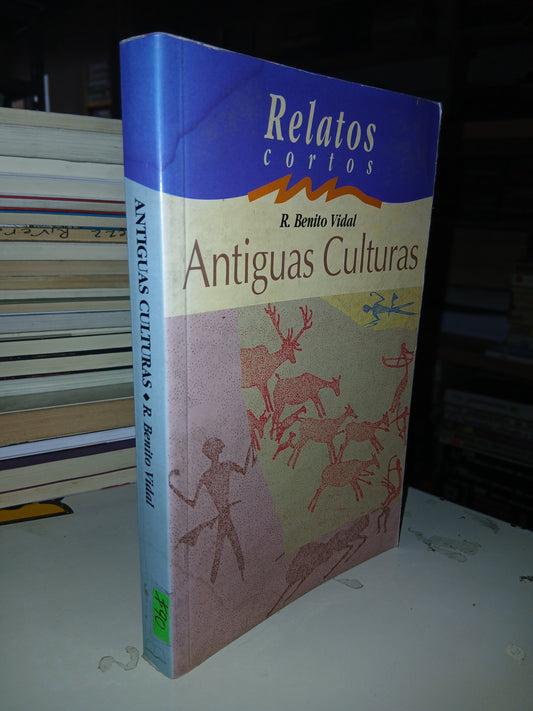 Relatos
cortos
R. Benito Vidal
Antiguas Culturas
ANTIGUAS CULTURAS ◆ R. Benito Vidal